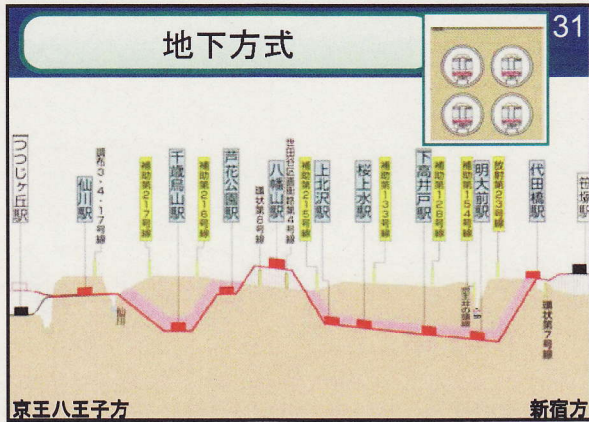 地下方式
31
つつじヶ丘駅
仙川駅
調布3・4・17号線
補助第217号線
千歳烏山駅
補助第216号線
芦花公園駅
環状第8号線
八幡山駅
世田谷区画街路第4号線
補助第215号線
上北沢駅
桜上水駅
補助第133号線
下高井戸駅
補助第128号線
補助第154号線
明大前駅
放射第23号線
代田橋駅
笹塚駅
仙川
京王井の頭線
環状第7号線
京王八王子方
新宿方